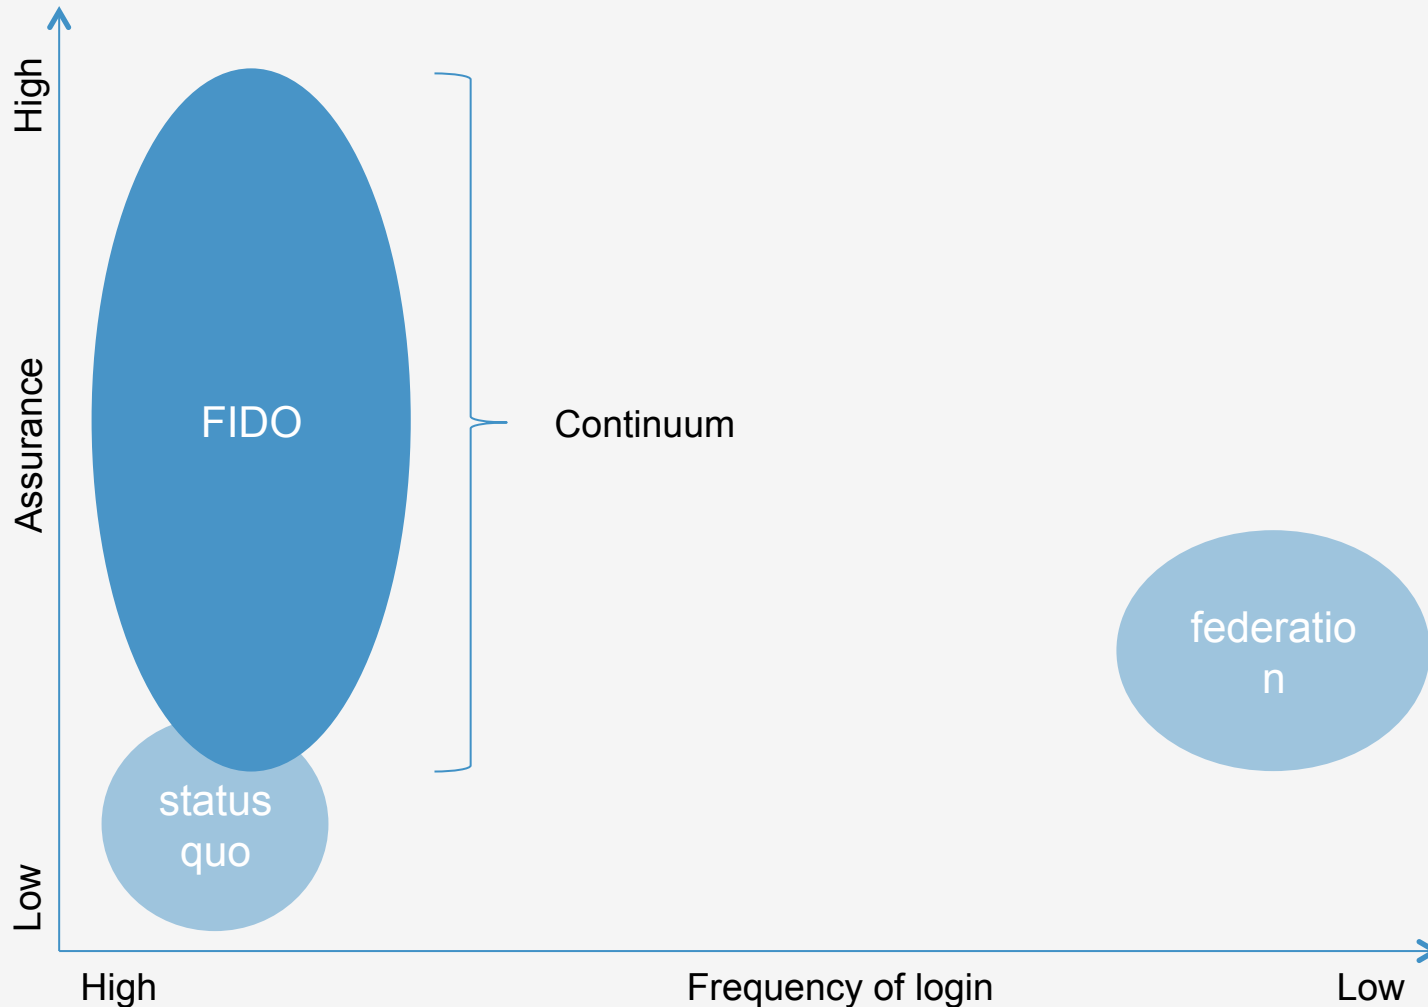 High
Assurance
Low
FIDO
Continuum
federatio
n
status
quo
High
Frequency of login
Low